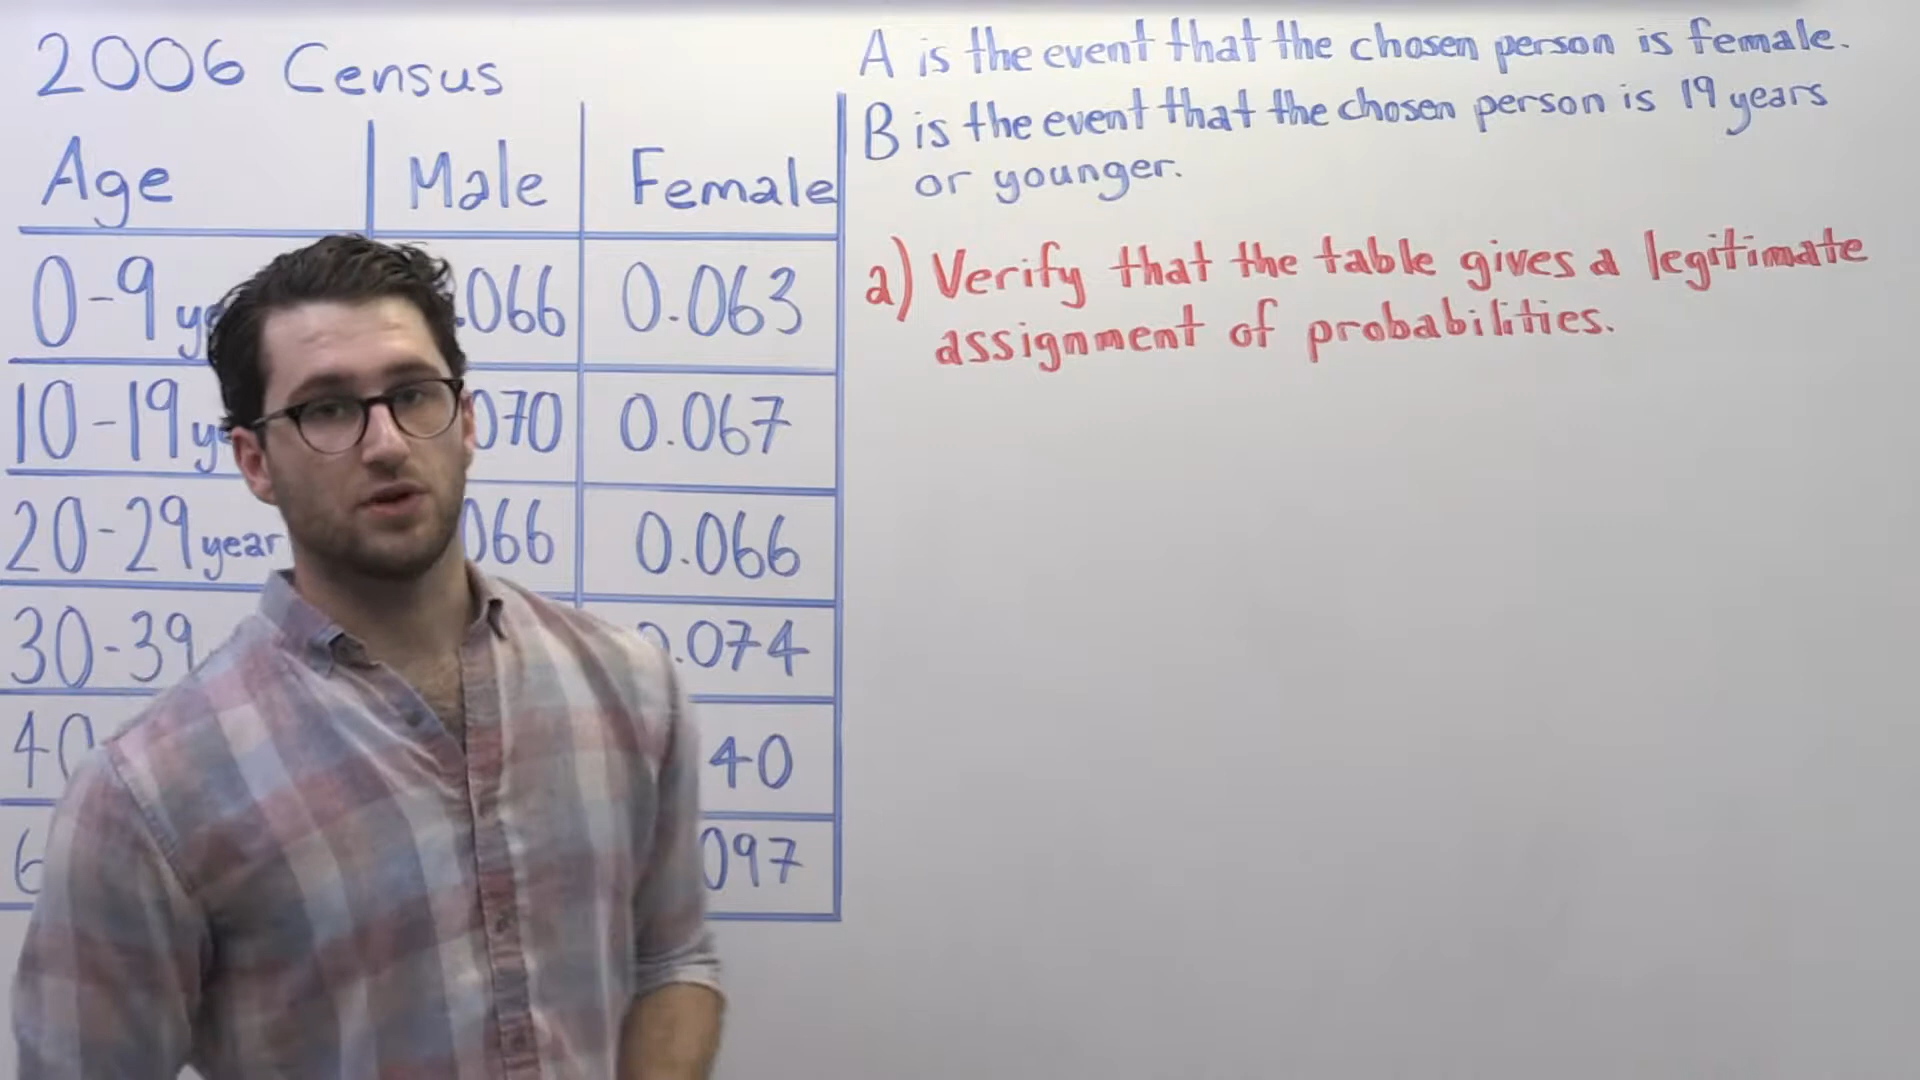 2006 Census
Age Male Female
0-9 .066 0.063
10-19 070 0.067
20-29 year 066 0.066
30-39 .074
40 40
097
A is the event that the chosen person is female.
B is the event that the chosen person is 19 years
or younger.
a) Verify that the table gives a legitimate
assignment of probabilities.